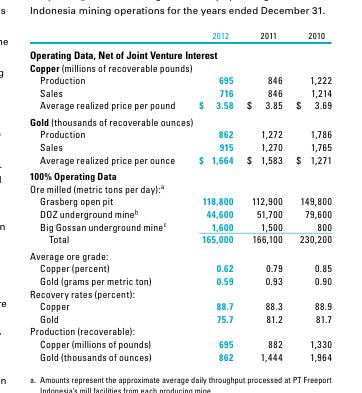 s
Indonesia mining operations for the years ended December 31.
2012 2011 2010
ne
Operating Data, Net of Joint Venture Interest
Copper (millions of recoverable pounds)
g
Production 695 846 1,222
Sales 716 846 1,214
Average realized price per pound $ 3.58 $ 3.85 $ 3.69
Gold (thousands of recoverable ounces)
Production 862 1,272 1,786
Sales 915 1,270 1,765
Average realized price per ounce $ 1,664 $ 1,583 $ 1,271
100% Operating Data
Ore milled (metric tons per day):a
Grasberg open pit 118,800 112,900 149,800
DOZ underground mineb 44,600 51,700 79,600
n
Big Gossan underground minec 1,600 1,500 800
Total 165,000 166,100 230,200
Average ore grade:
Copper (percent) 0.62 0.79 0.85
Gold (grams per metric ton) 0.59 0.93 0.90
Recovery rates (percent):
re
Copper 88.7 88.3 88.9
Gold 75.7 81.2 81.7
Production (recoverable):
Copper (millions of pounds) 695 882 1,330
Gold (thousands of ounces) 862 1,444 1,964
n
a. Amounts represent the approximate average daily throughput processed at PT Freeport
Indonesia's mill facilities from each producing mine